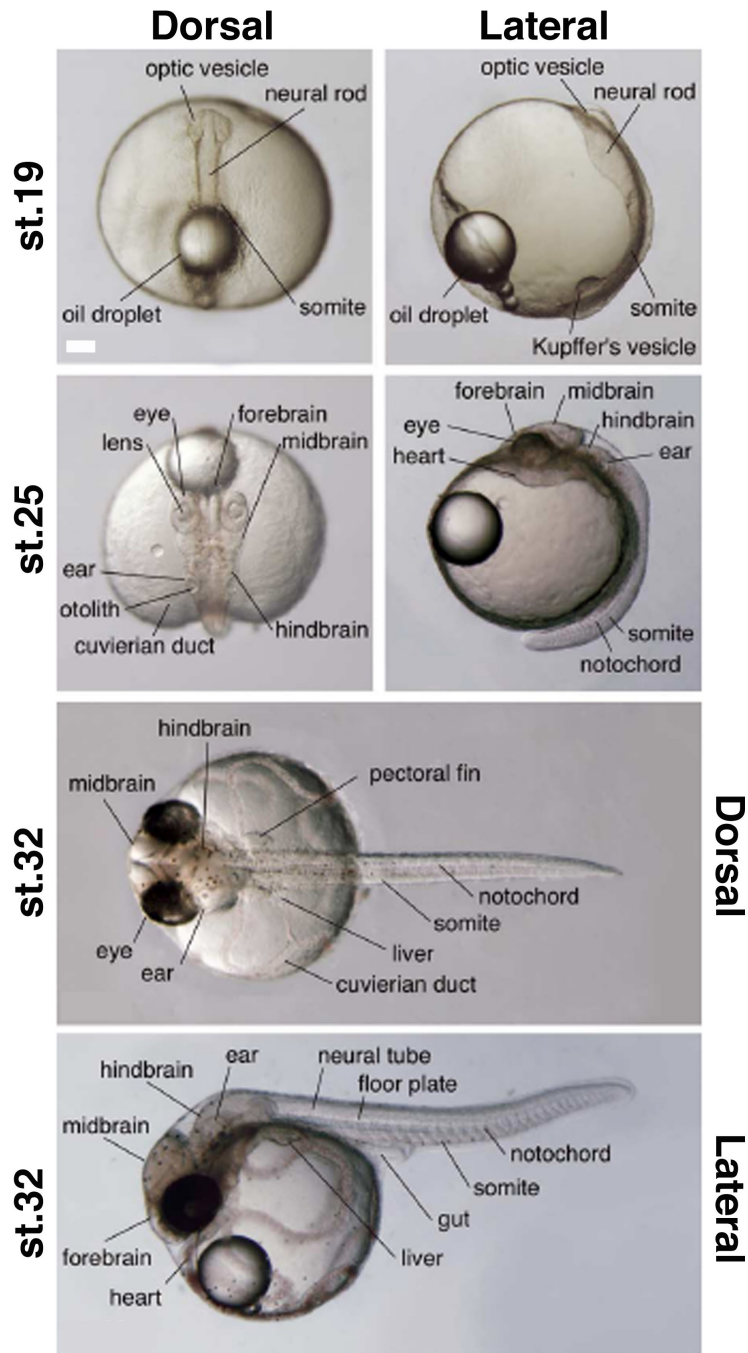 Dorsal
Lateral
st.19
optic vesicle
neural rod
oil droplet
somite
optic vesicle
neural rod
oil droplet
somite
Kupffer's vesicle
st.25
eye
forebrain
lens
midbrain
ear
otolith
hindbrain
cuvierian duct
forebrain
midbrain
hindbrain
eye
ear
heart
somite
notochord
st.32
Dorsal
hindbrain
midbrain
pectoral fin
notochord
somite
eye
liver
ear
cuvierian duct
st.32
Lateral
ear
neural tube
hindbrain
floor plate
midbrain
notochord
somite
gut
forebrain
liver
heart